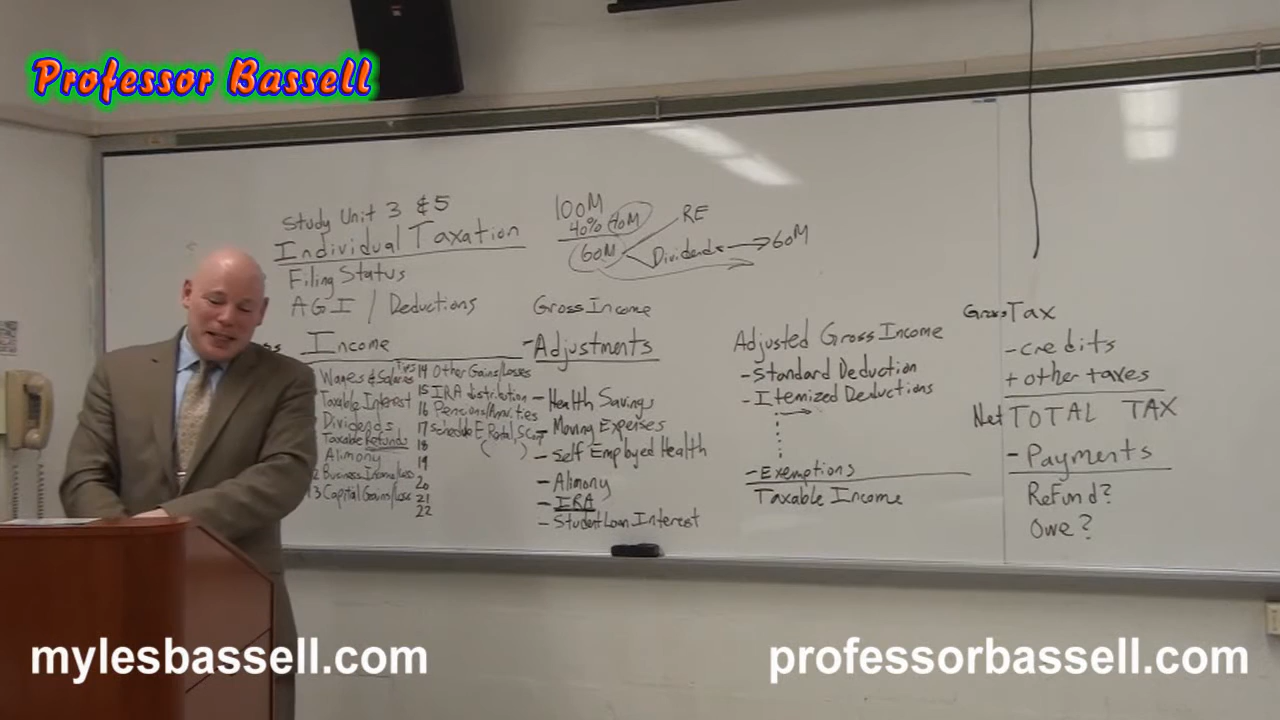 Professor Bassell
Study Unit 3 & 5
Individual Taxation
Filing Status
AGI / Deductions
100M
40% 40M
60M
RE
Dividends → 60M
Income
Wages & Salaries Tips
Taxable Interest
Dividends
Taxable Refunds
Alimony
2 Business Income/loss
13 Capital Gains/loss
14 Other Gains/Losses
15 IRA distribution
16 Pensions/Annuities
17 Schedule E Rental, S Corp
18 ( )
19
20
21
22
Gross Income
- Adjustments
- Health Savings
- Moving Expenses
- Self Employed Health
- Alimony
- IRA
- Student Loan Interest
Adjusted Gross Income
- Standard Deduction
- Itemized Deductions
- Exemptions
Taxable Income
Gross Tax
- credits
+ other taxes
Net TOTAL TAX
- Payments
Refund?
Owe?
mylesbassell.com
professorbassell.com